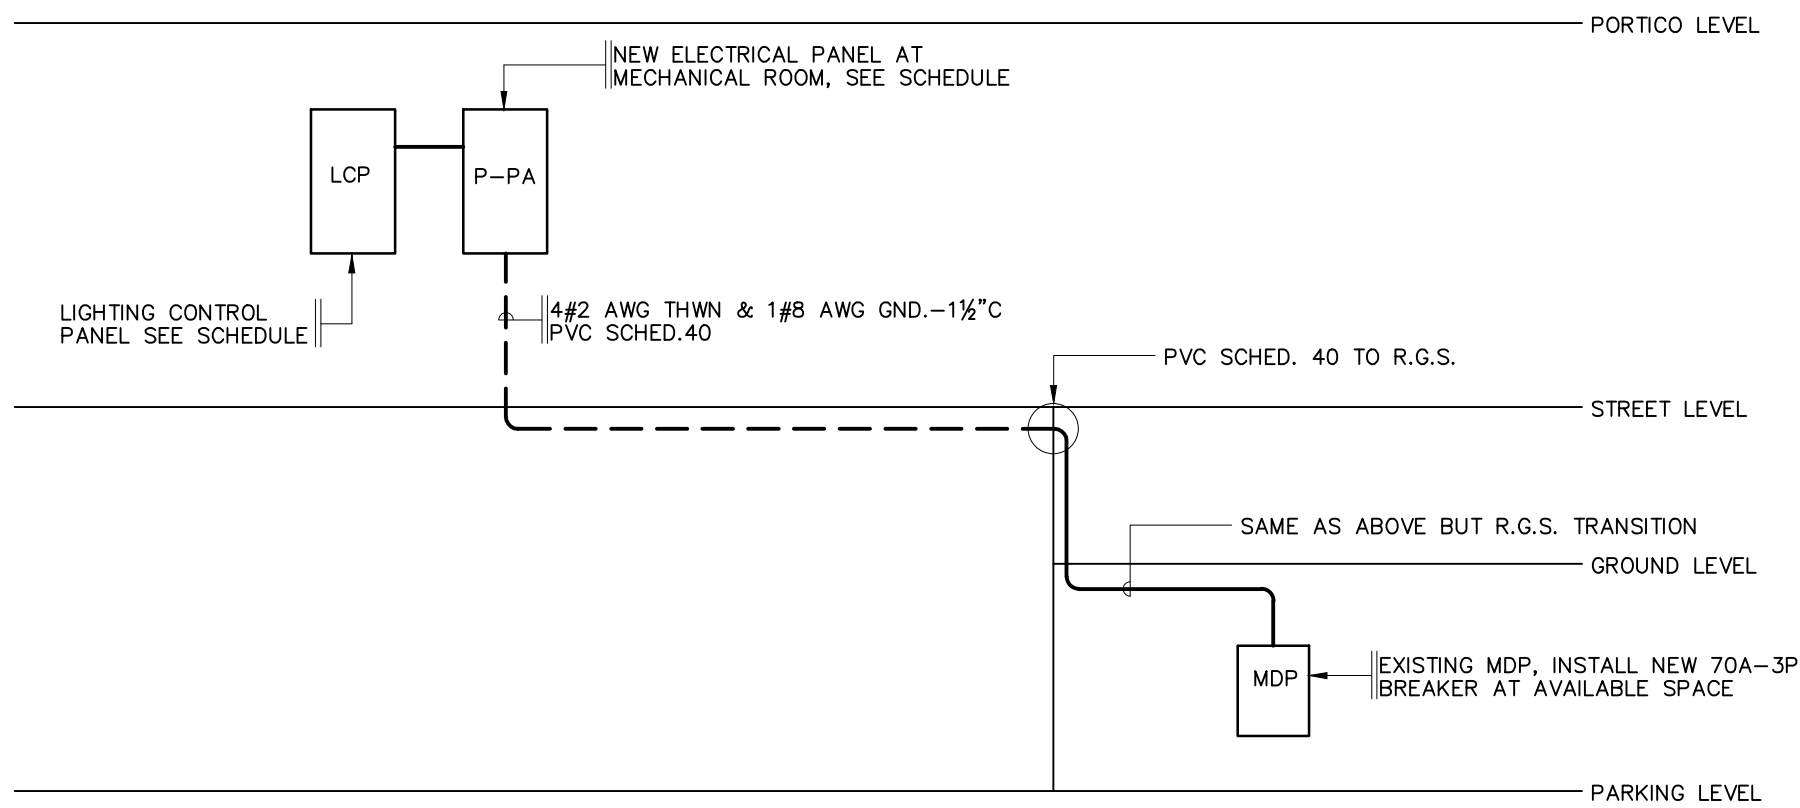 PORTICO LEVEL
NEW ELECTRICAL PANEL AT
MECHANICAL ROOM, SEE SCHEDULE
LCP
P-PA
LIGHTING CONTROL
PANEL SEE SCHEDULE
4#2 AWG THWN & 1#8 AWG GND.-1½"C
PVC SCHED.40
PVC SCHED. 40 TO R.G.S.
STREET LEVEL
SAME AS ABOVE BUT R.G.S. TRANSITION
GROUND LEVEL
MDP
EXISTING MDP, INSTALL NEW 70A-3P
BREAKER AT AVAILABLE SPACE
PARKING LEVEL